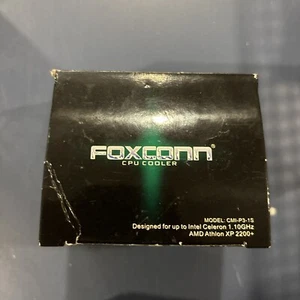 FOXCONN®
CPU COOLER
MODEL: CMI-P3-1S
Designed for up to Intel Celeron 1.10GHz
AMD Athlon XP 2200+